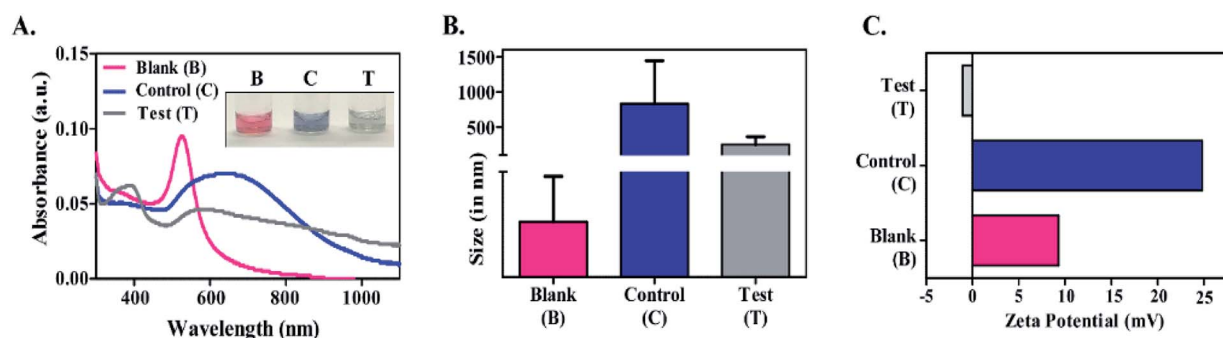 A.
0.15
0.10
0.05
0.00
Absorbance (a.u.)
Blank (B)
Control (C)
Test (T)
B C T
400 600 800 1000
Wavelength (nm)
B.
1500
1000
500
Size (in nm)
Blank Control Test
(B) (C) (T)
C.
Test
(T)
Control
(C)
Blank
(B)
-5 0 5 10 15 20 25
Zeta Potential (mV)